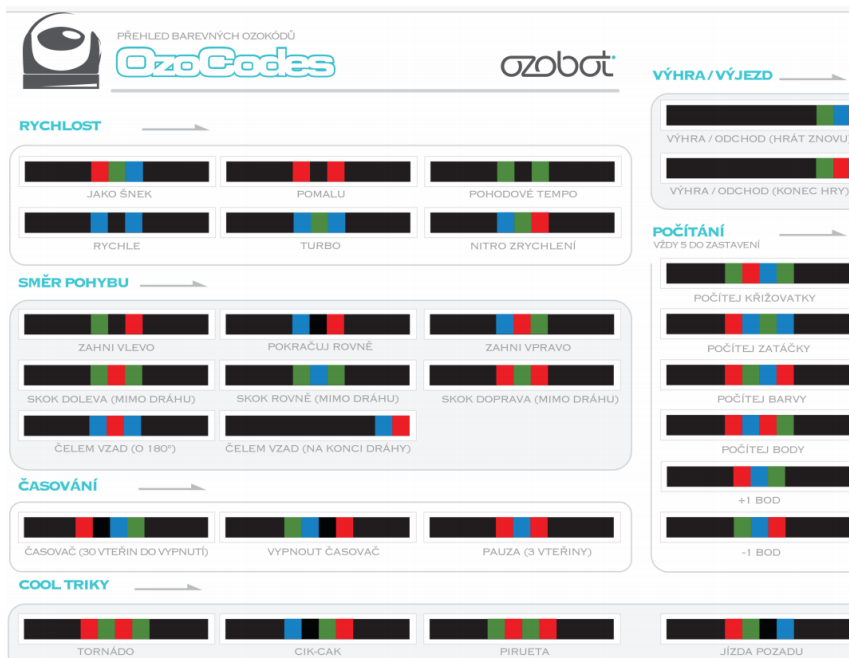 PŘEHLED BAREVNÝCH OZOKÓDŮ
OzoCodes
ozobot
RYCHLOST
JAKO ŠNEK
POMALU
POHODOVÉ TEMPO
RYCHLE
TURBO
NITRO ZRYCHLENÍ
SMĚR POHYBU
ZAHNI VLEVO
POKRAČUJ ROVNĚ
ZAHNI VPRAVO
SKOK DOLEVA (MIMO DRÁHU)
SKOK ROVNĚ (MIMO DRÁHU)
SKOK DOPRAVA (MIMO DRÁHU)
ČELEM VZAD (O 180°)
ČELEM VZAD (NA KONCI DRÁHY)
ČASOVÁNÍ
ČASOVAČ (30 VTEŘIN DO VYPNUTÍ)
VYPNOUT ČASOVAČ
PAUZA (3 VTEŘINY)
COOL TRIKY
TORNÁDO
CIK-CAK
PIRUETA
JÍZDA POZADU
VÝHRA / VÝJEZD
VÝHRA / ODCHOD (HRÁT ZNOVU)
VÝHRA / ODCHOD (KONEC HRY)
POČÍTÁNÍ
VŽDY 5 DO ZASTAVENÍ
POČÍTEJ KŘIŽOVATKY
POČÍTEJ ZATÁČKY
POČÍTEJ BARVY
POČÍTEJ BODY
+1 BOD
-1 BOD